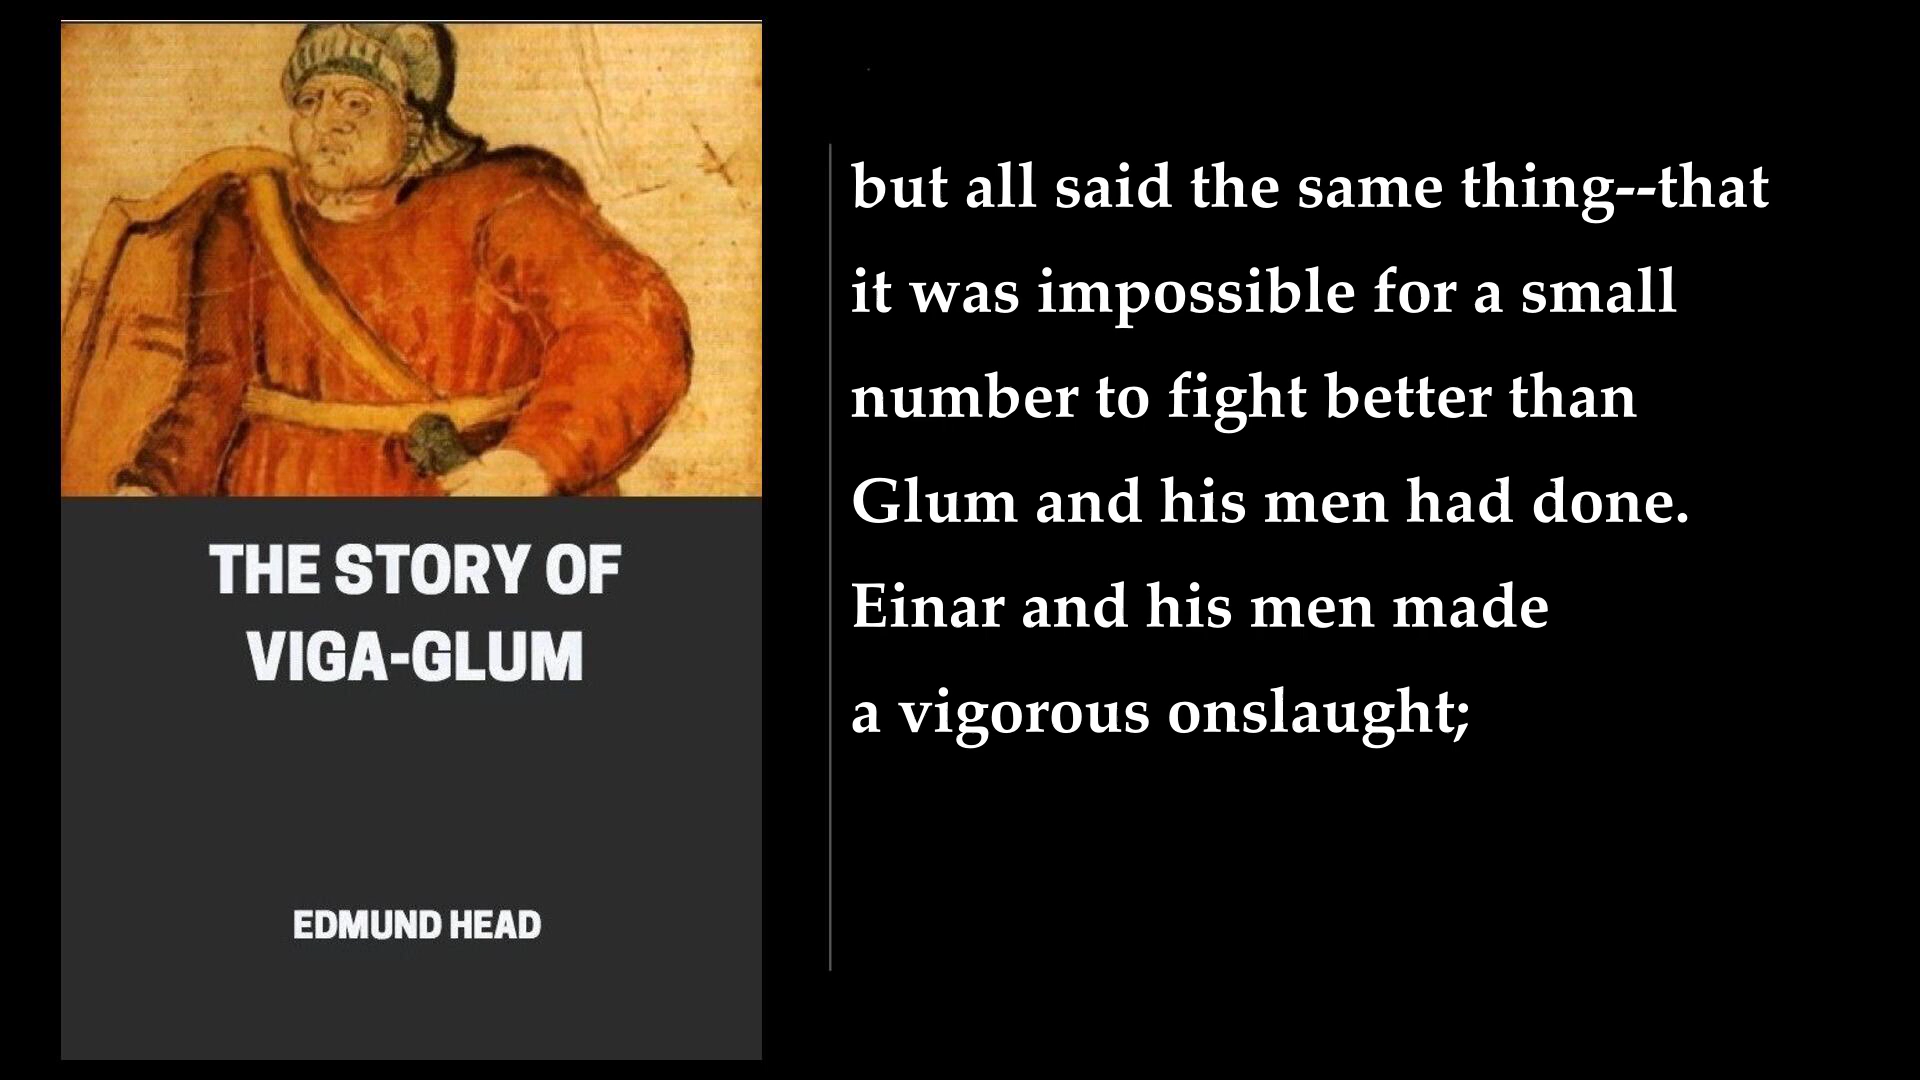 THE STORY OF
VIGA-GLUM
EDMUND HEAD
but all said the same thing--that
it was impossible for a small
number to fight better than
Glum and his men had done.
Einar and his men made
a vigorous onslaught;